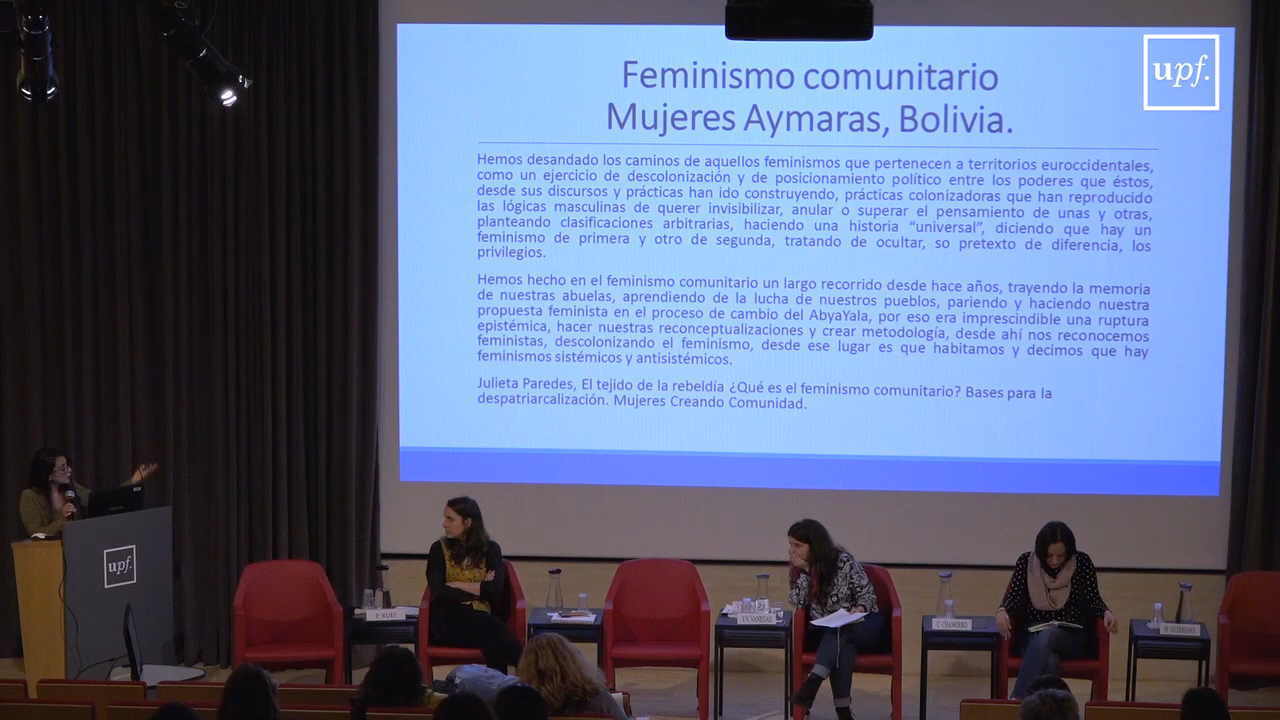 Feminismo comunitario
Mujeres Aymaras, Bolivia.
upf.
Hemos desandado los caminos de aquellos feminismos que pertenecen a territorios euroccidentales,
como un ejercicio de descolonización y de posicionamiento político entre los poderes que éstos,
desde sus discursos y prácticas han ido construyendo, prácticas colonizadoras que han reproducido
las lógicas masculinas de querer invisibilizar, anular o superar el pensamiento de unas y otras,
planteando clasificaciones arbitrarias, haciendo una historia “universal”, diciendo que hay un
feminismo de primera y otro de segunda, tratando de ocultar, so pretexto de diferencia, los
privilegios.
Hemos hecho en el feminismo comunitario un largo recorrido desde hace años, trayendo la memoria
de nuestras abuelas, aprendiendo de la lucha de nuestros pueblos, pariendo y haciendo nuestra
propuesta feminista en el proceso de cambio del AbyaYala, por eso era imprescindible una ruptura
epistémica, hacer nuestras reconceptualizaciones y crear metodología, desde ahí nos reconocemos
feministas, descolonizando el feminismo, desde ese lugar es que habitamos y decimos que hay
feminismos sistémicos y antisistémicos.
Julieta Paredes, El tejido de la rebeldía ¿Qué es el feminismo comunitario? Bases para la
despatriarcalización. Mujeres Creando Comunidad.
upf.
P. RUIZ
V.V. VANEGAS
C. CHAMORRO